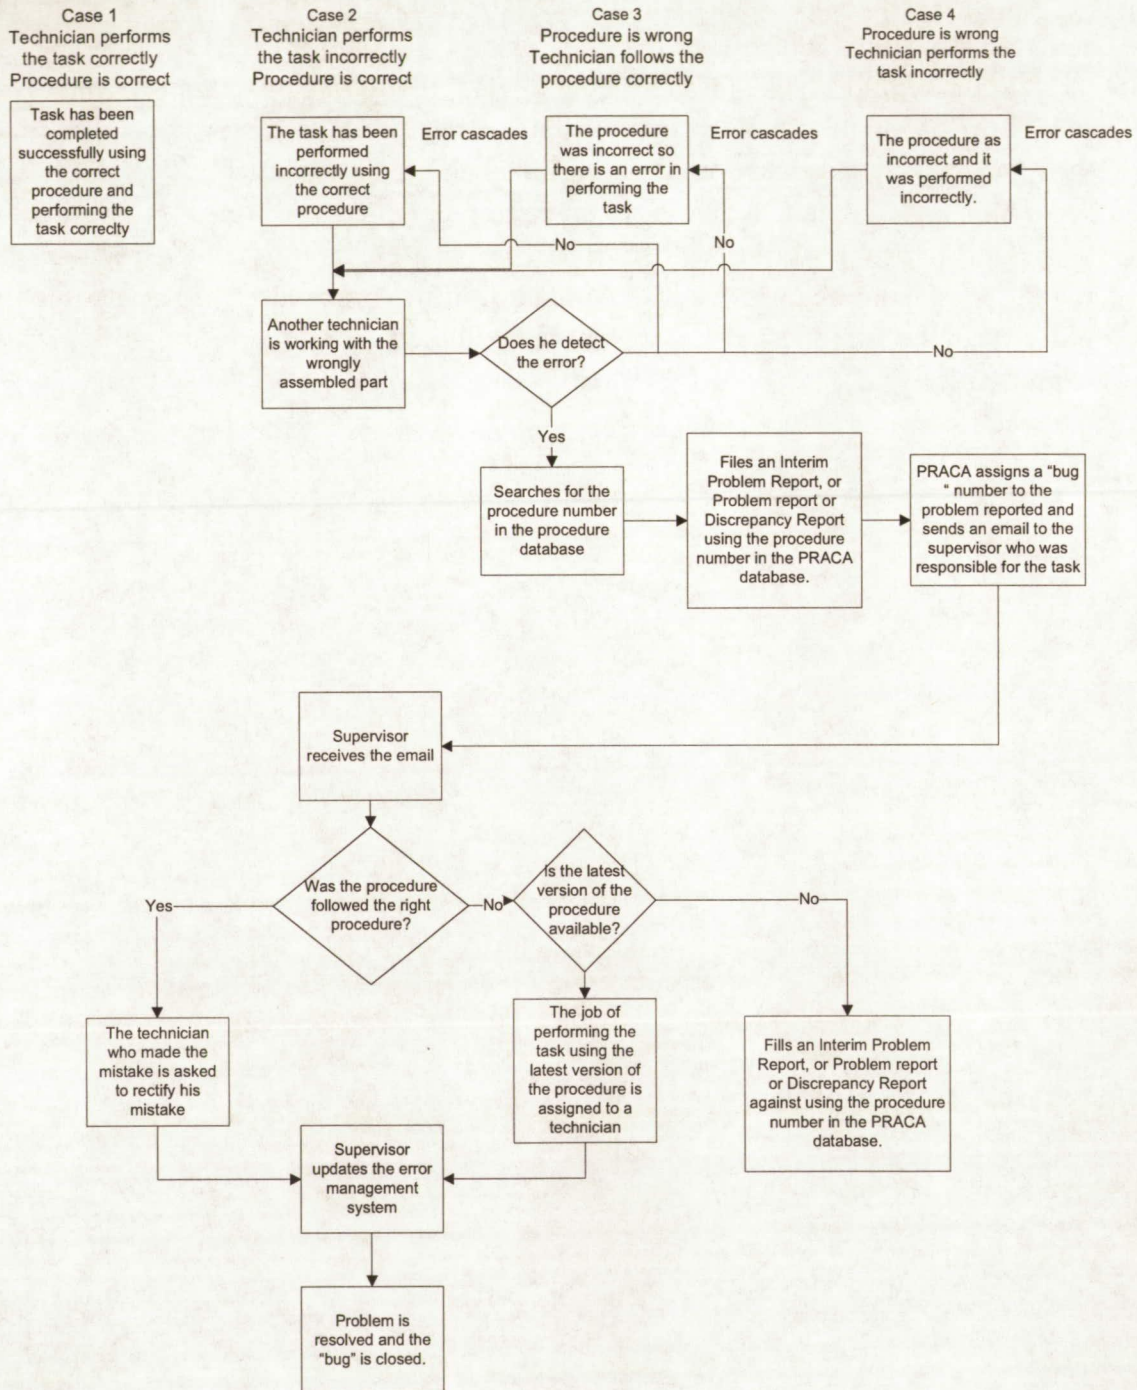 Case 1
Technician performs
the task correctly
Procedure is correct
Case 2
Technician performs
the task incorrectly
Procedure is correct
Case 3
Procedure is wrong
Technician follows the
procedure correctly
Case 4
Procedure is wrong
Technician performs the
task incorrectly
Task has been
completed
successfully using
the correct
procedure and
performing the
task correclty
The task has been
performed
incorrectly using
the correct
procedure
Error cascades
The procedure
was incorrect so
there is an error in
performing the
task
Error cascades
The procedure as
incorrect and it
was performed
incorrectly.
Error cascades
No
No
Another technician
is working with the
wrongly
assembled part
Does he detect
the error?
No
Yes
Searches for the
procedure number
in the procedure
database
Files an Interim
Problem Report, or
Problem report or
Discrepancy Report
using the procedure
number in the PRACA
database.
PRACA assigns a "bug
" number to the
problem reported and
sends an email to the
supervisor who was
responsible for the task
Supervisor
receives the email
Was the procedure
followed the right
procedure?
Yes
No
Is the latest
version of the
procedure
available?
No
The technician
who made the
mistake is asked
to rectify his
mistake
The job of
performing the
task using the
latest version of
the procedure is
assigned to a
technician
Fills an Interim Problem
Report, or Problem report
or Discrepancy Report
against using the procedure
number in the PRACA
database.
Supervisor
updates the error
management
system
Problem is
resolved and the
"bug" is closed.